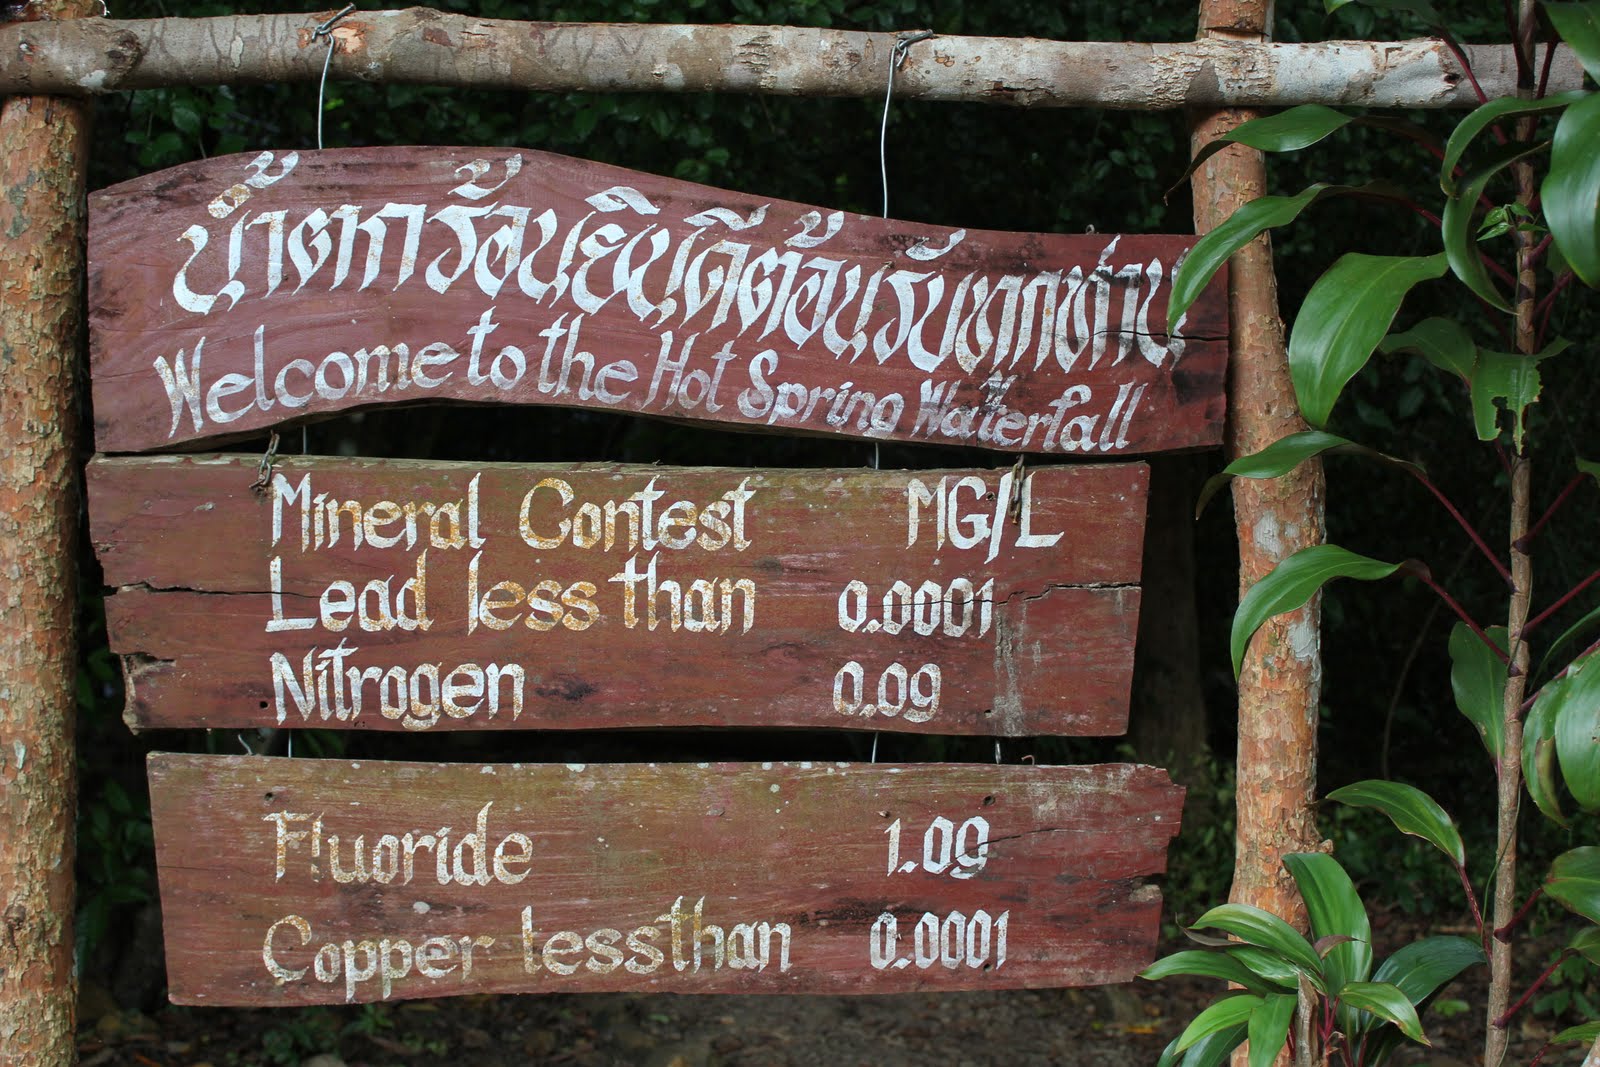 น้ำตกร้อนยินดีต้อนรับทุกท่าน
Welcome to the Hot Spring Waterfall
Mineral Contest MG/L
Lead less than 0.0001
Nitrogen 0.09
Fluoride 1.09
Copper less than 0.0001